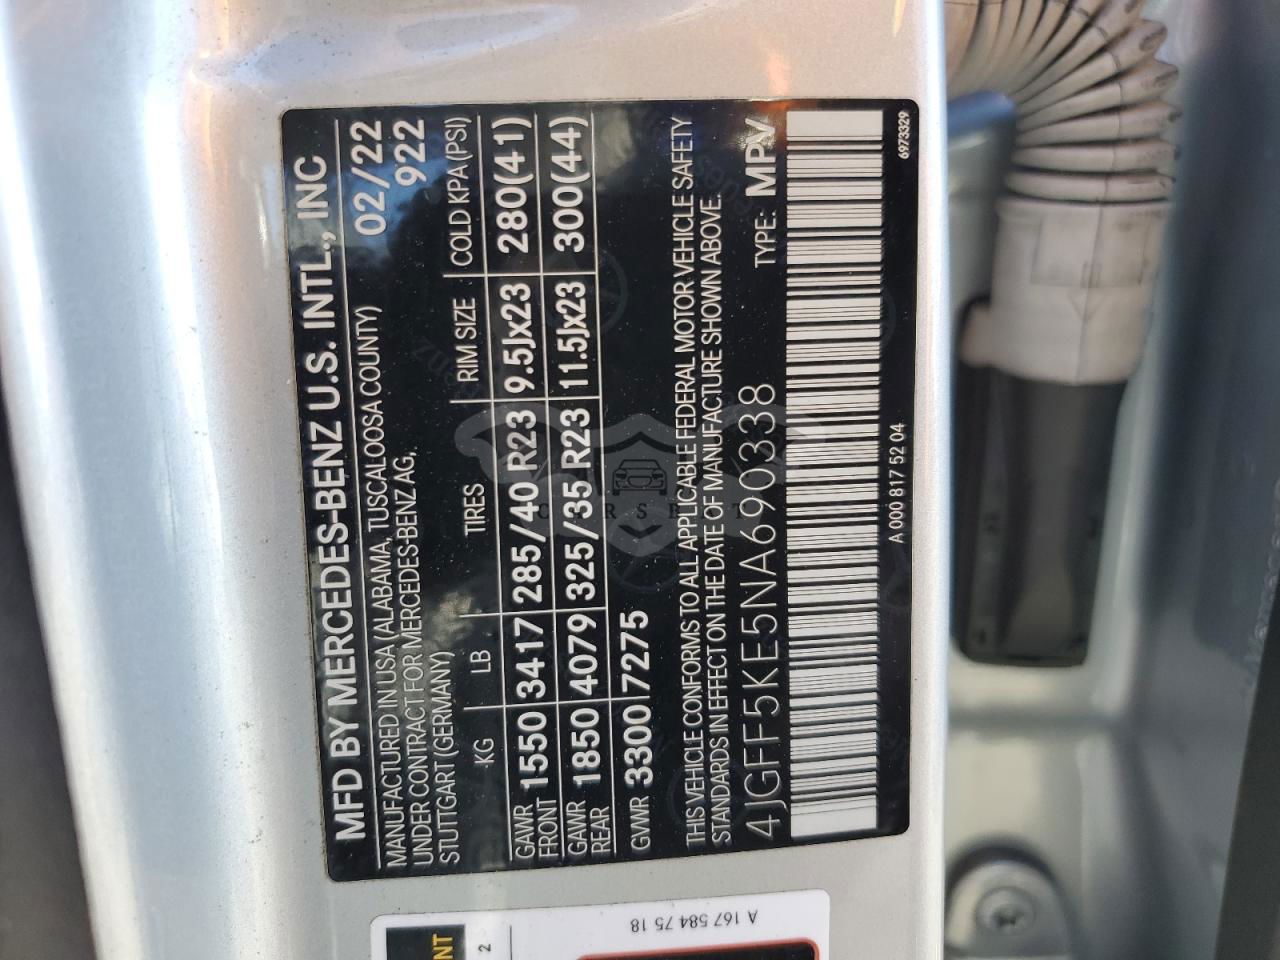 MFD BY MERCEDES-BENZ U.S. INTL., INC
MANUFACTURED IN USA (ALABAMA, TUSCALOOSA COUNTY) 02/22
UNDER CONTRACT FOR MERCEDES-BENZ AG, 922
STUTTGART (GERMANY)
KG LB TIRES RIM SIZE COLD KPA (PSI)
GAWR FRONT 1550 3417 285/40 R23 9.5Jx23 280(41)
GAWR REAR 1850 4079 325/35 R23 11.5Jx23 300(44)
GVWR 3300 7275
THIS VEHICLE CONFORMS TO ALL APPLICABLE FEDERAL MOTOR VEHICLE SAFETY
STANDARDS IN EFFECT ON THE DATE OF MANUFACTURE SHOWN ABOVE.
4JGFF5KE5NA690338 TYPE: MPV
A 000 817 52 04 6973329
A 167 584 75 18
2